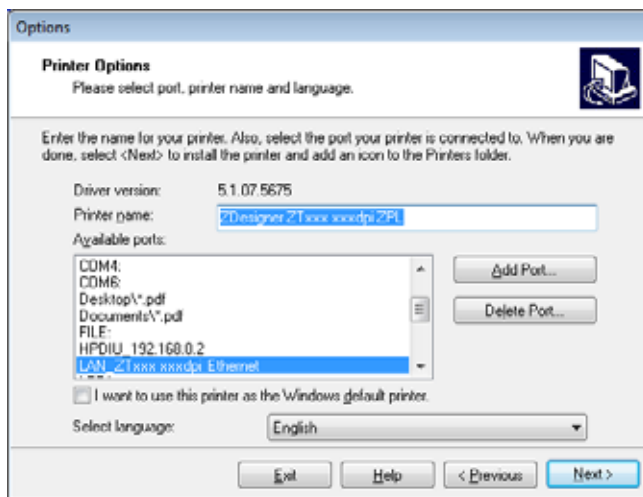 Options
Printer Options
Please select port, printer name and language.
Enter the name for your printer. Also, select the port your printer is connected to. When you are
done, select <Next> to install the printer and add an icon to the Printers folder.
Driver version: 5.1.07.5675
Printer name: ZDesigner ZTxxx xxxdpi ZPL
Available ports:
COM4:
COM6:
Desktop\*.pdf
Documents\*.pdf
FILE:
HPDIU_192.168.0.2
LAN_ZTxxx xxxdpi Ethernet
Add Port...
Delete Port...
I want to use this printer as the Windows default printer.
Select language: English
Exit Help < Previous Next >